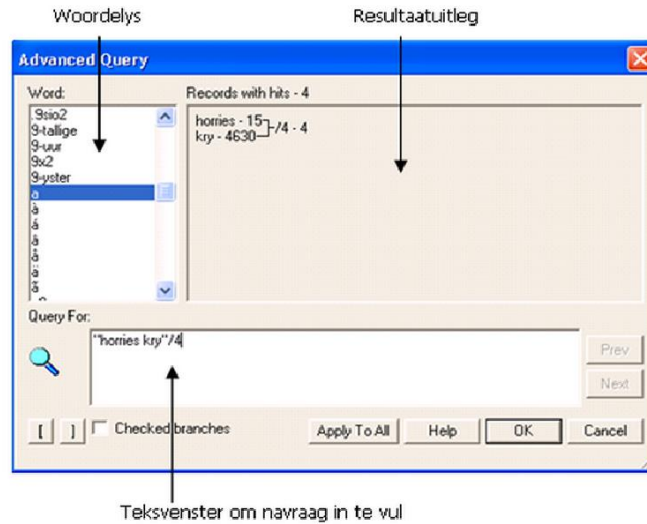 Woordelys Resultaatuitleg
Advanced Query
Word: Records with hits - 4
.9sio2
9-tallige
9-uur
9x2
9-yster
a
à
á
â
å
ä
ã
horries - 15
/4 - 4
kry - 4630
Query For:
"horries kry"/4
Prev
Next
[ ] Checked branches Apply To All Help OK Cancel
Teksvenster om navraag in te vul